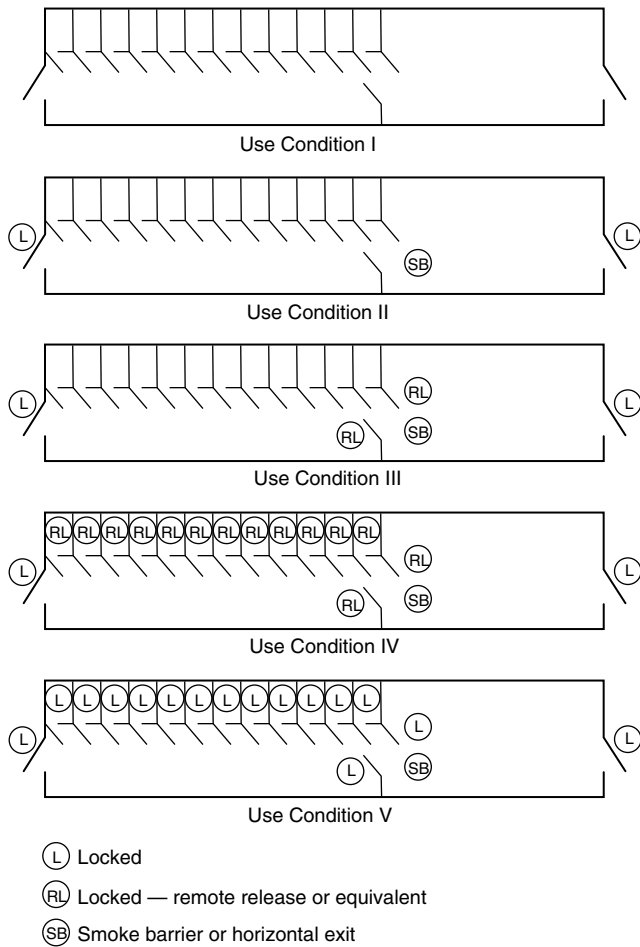 Use Condition I
L L
SB
Use Condition II
RL
L RL SB L
Use Condition III
RL RL RL RL RL RL RL RL RL RL RL RL
RL
L RL SB L
Use Condition IV
L L L L L L L L L L L L
L
L L SB L
Use Condition V
L Locked
RL Locked — remote release or equivalent
SB Smoke barrier or horizontal exit